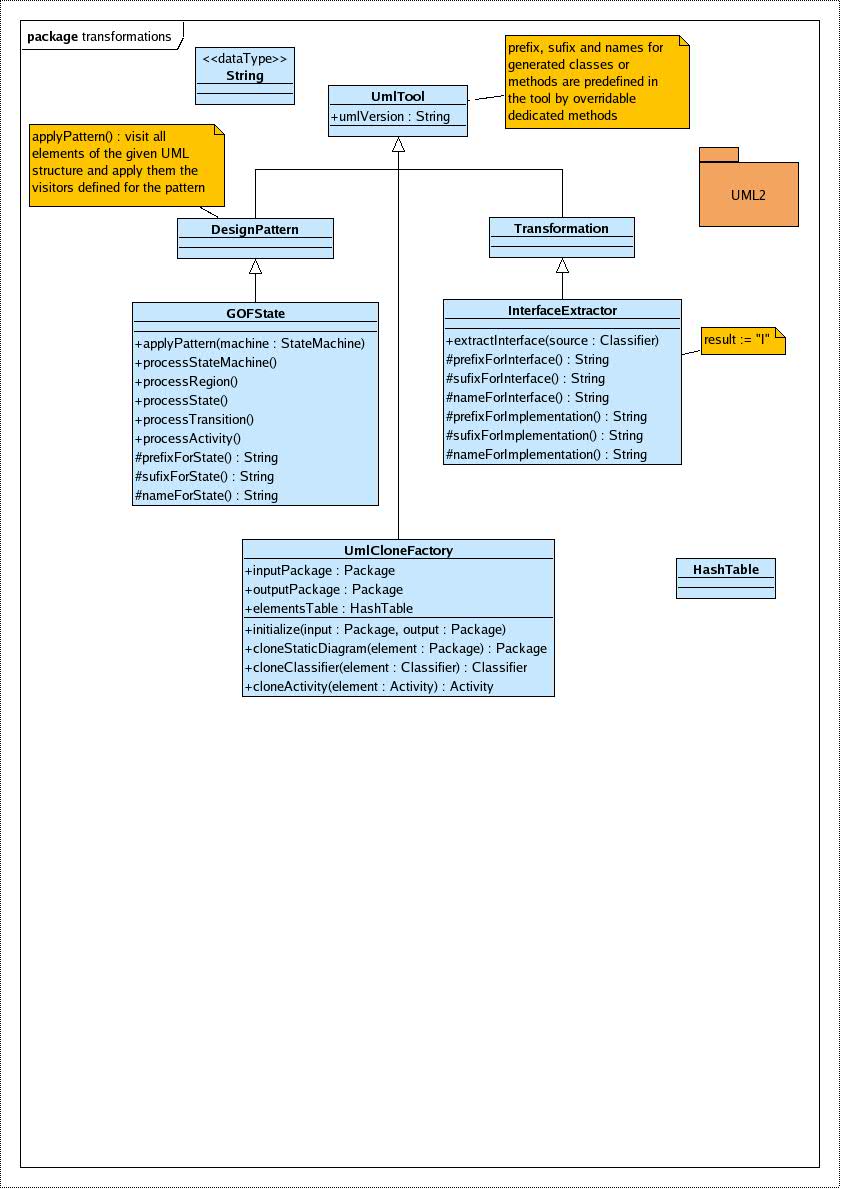 package transformations
<<dataType>>
String
prefix, sufix and names for
generated classes or
methods are predefined in
the tool by overridable
dedicated methods
UmlTool
+umlVersion : String
applyPattern() : visit all
elements of the given UML
structure and apply them the
visitors defined for the pattern
UML2
DesignPattern
Transformation
GOFState
+applyPattern(machine : StateMachine)
+processStateMachine()
+processRegion()
+processState()
+processTransition()
+processActivity()
#prefixForState() : String
#sufixForState() : String
#nameForState() : String
InterfaceExtractor
+extractInterface(source : Classifier)
#prefixForInterface() : String
#sufixForInterface() : String
#nameForInterface() : String
#prefixForImplementation() : String
#sufixForImplementation() : String
#nameForImplementation() : String
result := "I"
UmlCloneFactory
+inputPackage : Package
+outputPackage : Package
+elementsTable : HashTable
+initialize(input : Package, output : Package)
+cloneStaticDiagram(element : Package) : Package
+cloneClassifier(element : Classifier) : Classifier
+cloneActivity(element : Activity) : Activity
HashTable